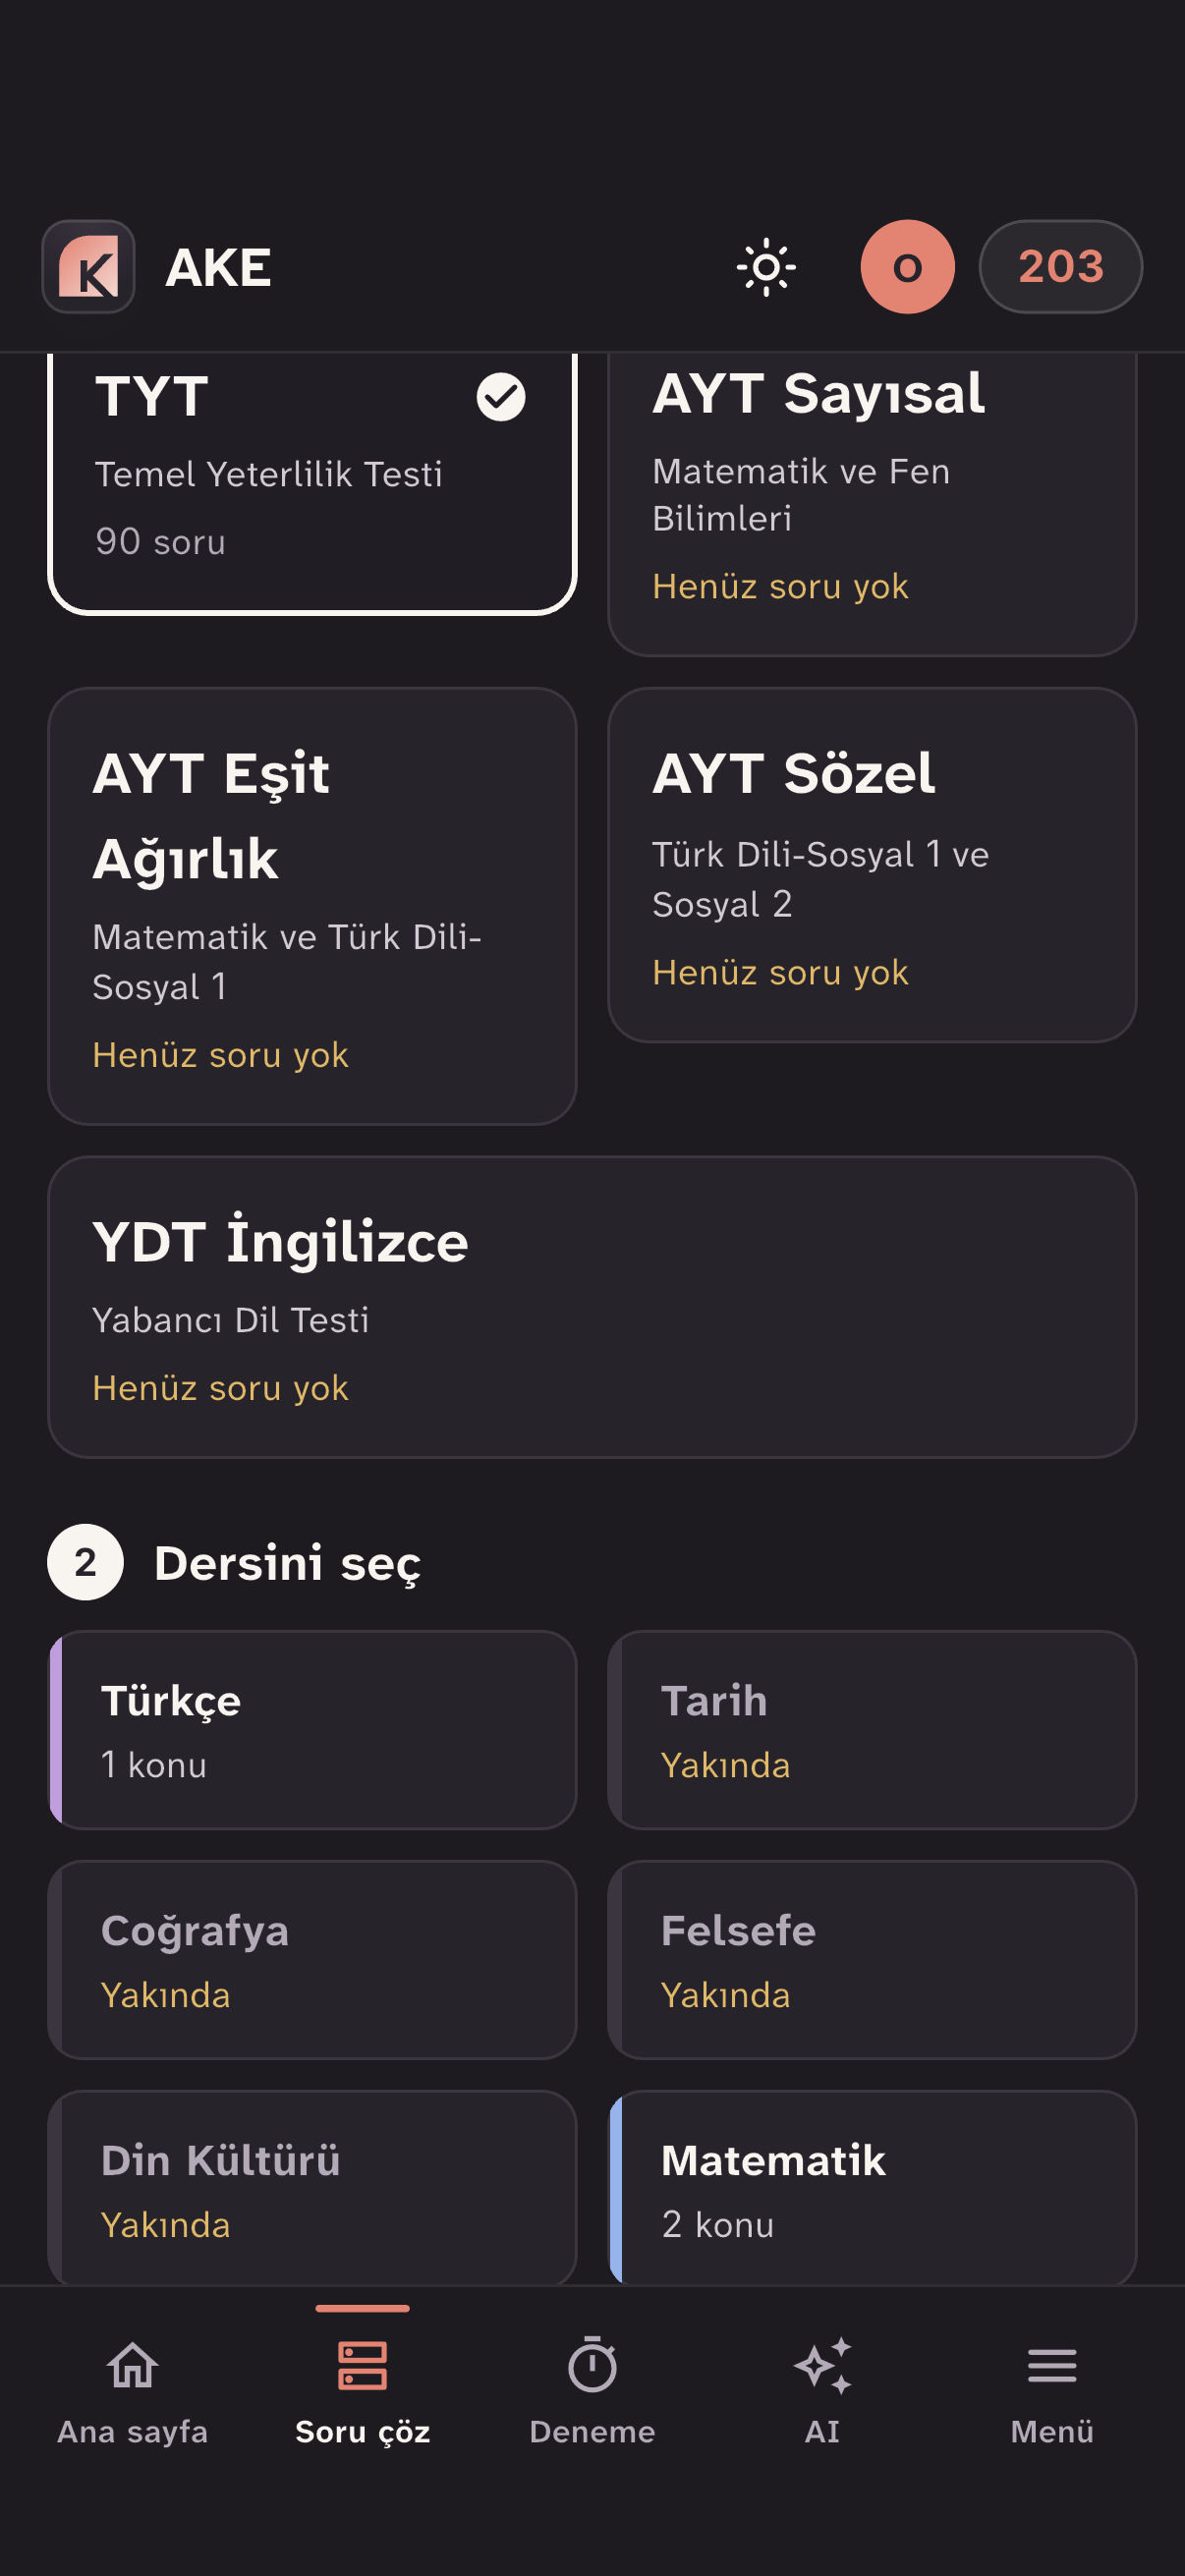 K
AKE
O
203
TYT
Temel Yeterlilik Testi
90 soru
AYT Sayısal
Matematik ve Fen
Bilimleri
Henüz soru yok
AYT Eşit
Ağırlık
Matematik ve Türk Dili-
Sosyal 1
Henüz soru yok
AYT Sözel
Türk Dili-Sosyal 1 ve
Sosyal 2
Henüz soru yok
YDT İngilizce
Yabancı Dil Testi
Henüz soru yok
2
Dersini seç
Türkçe
1 konu
Tarih
Yakında
Coğrafya
Yakında
Felsefe
Yakında
Din Kültürü
Yakında
Matematik
2 konu
Ana sayfa
Soru çöz
Deneme
AI
Menü